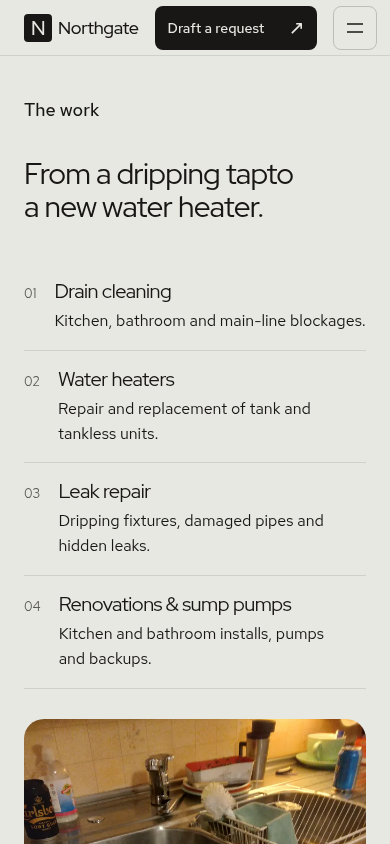 N Northgate
Draft a request
The work
From a dripping tapto
a new water heater.
01 Drain cleaning
Kitchen, bathroom and main-line blockages.
02 Water heaters
Repair and replacement of tank and
tankless units.
03 Leak repair
Dripping fixtures, damaged pipes and
hidden leaks.
04 Renovations & sump pumps
Kitchen and bathroom installs, pumps
and backups.